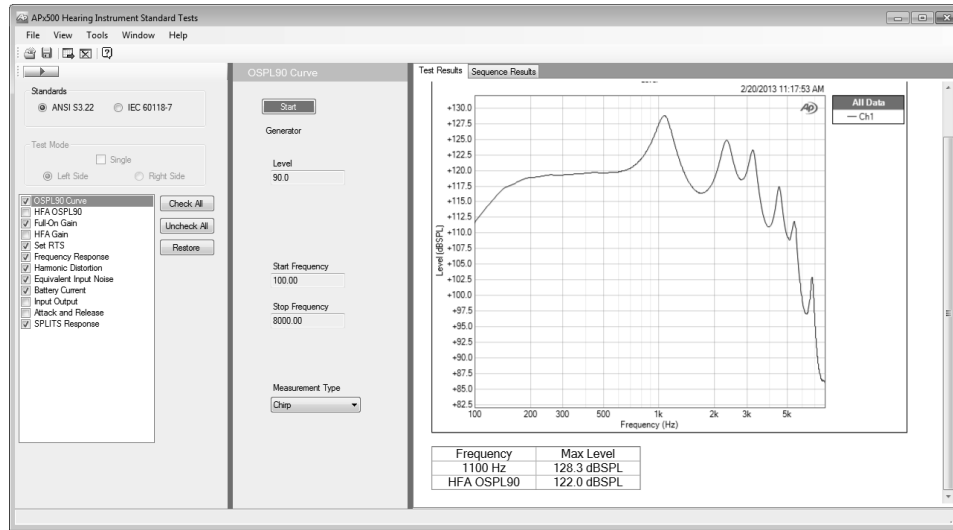 APx500 Hearing Instrument Standard Tests
File View Tools Window Help
Standards
ANSI S3.22 IEC 60118-7
Test Mode
Single
Left Side Right Side
OSPL90 Curve
HFA OSPL90
Full-On Gain
HFA Gain
Set RTS
Frequency Response
Harmonic Distortion
Equivalent Input Noise
Battery Current
Input Output
Attack and Release
SPLITS Response
Check All
Uncheck All
Restore
OSPL90 Curve
Start
Generator
Level
90.0
Start Frequency
100.00
Stop Frequency
8000.00
Measurement Type
Chirp
Test Results Sequence Results
2/20/2013 11:17:53 AM
Ap
All Data
Ch1
Level (dBSPL)
+130.0
+127.5
+125.0
+122.5
+120.0
+117.5
+115.0
+112.5
+110.0
+107.5
+105.0
+102.5
+100.0
+97.5
+95.0
+92.5
+90.0
+87.5
+85.0
+82.5
100 200 300 500 1k 2k 3k 5k
Frequency (Hz)
Frequency Max Level
1100 Hz 128.3 dBSPL
HFA OSPL90 122.0 dBSPL